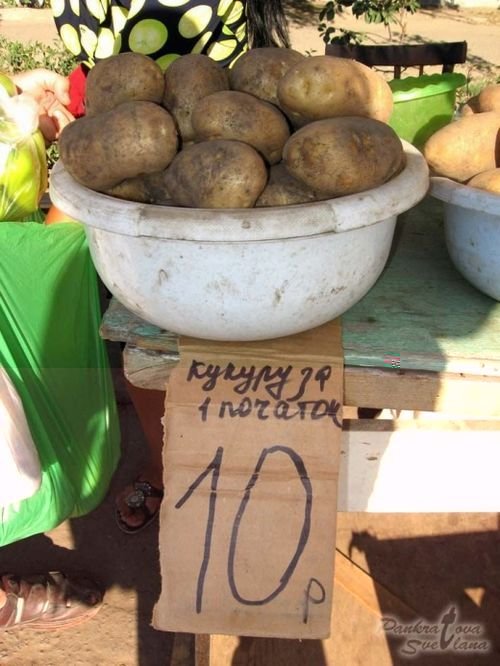 кукуруза
1 початок
10 р
Pankratova
Svetlana